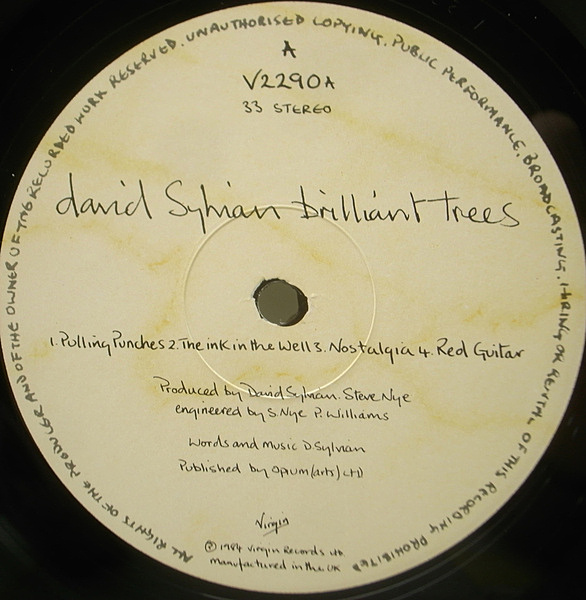 ALL RIGHTS OF THE PRODUCER AND OF THE OWNER OF THE RECORDED WORK RESERVED. UNAUTHORISED COPYING. PUBLIC PERFORMANCE. BROADCASTING. HIRING OR RENTAL OF THIS RECORDING PROHIBITED
A
V2290A
33 STEREO
david Sylvian brilliant trees
1. Pulling Punches 2. The ink in the Well 3. Nostalgia 4. Red Guitar
Produced by David Sylvian. Steve Nye
engineered by S. Nye P. Williams
Words and music D. Sylvian
Published by opium (arts) LTD
Virgin
℗ 1984 Virgin Records Ltd.
manufactured in the UK